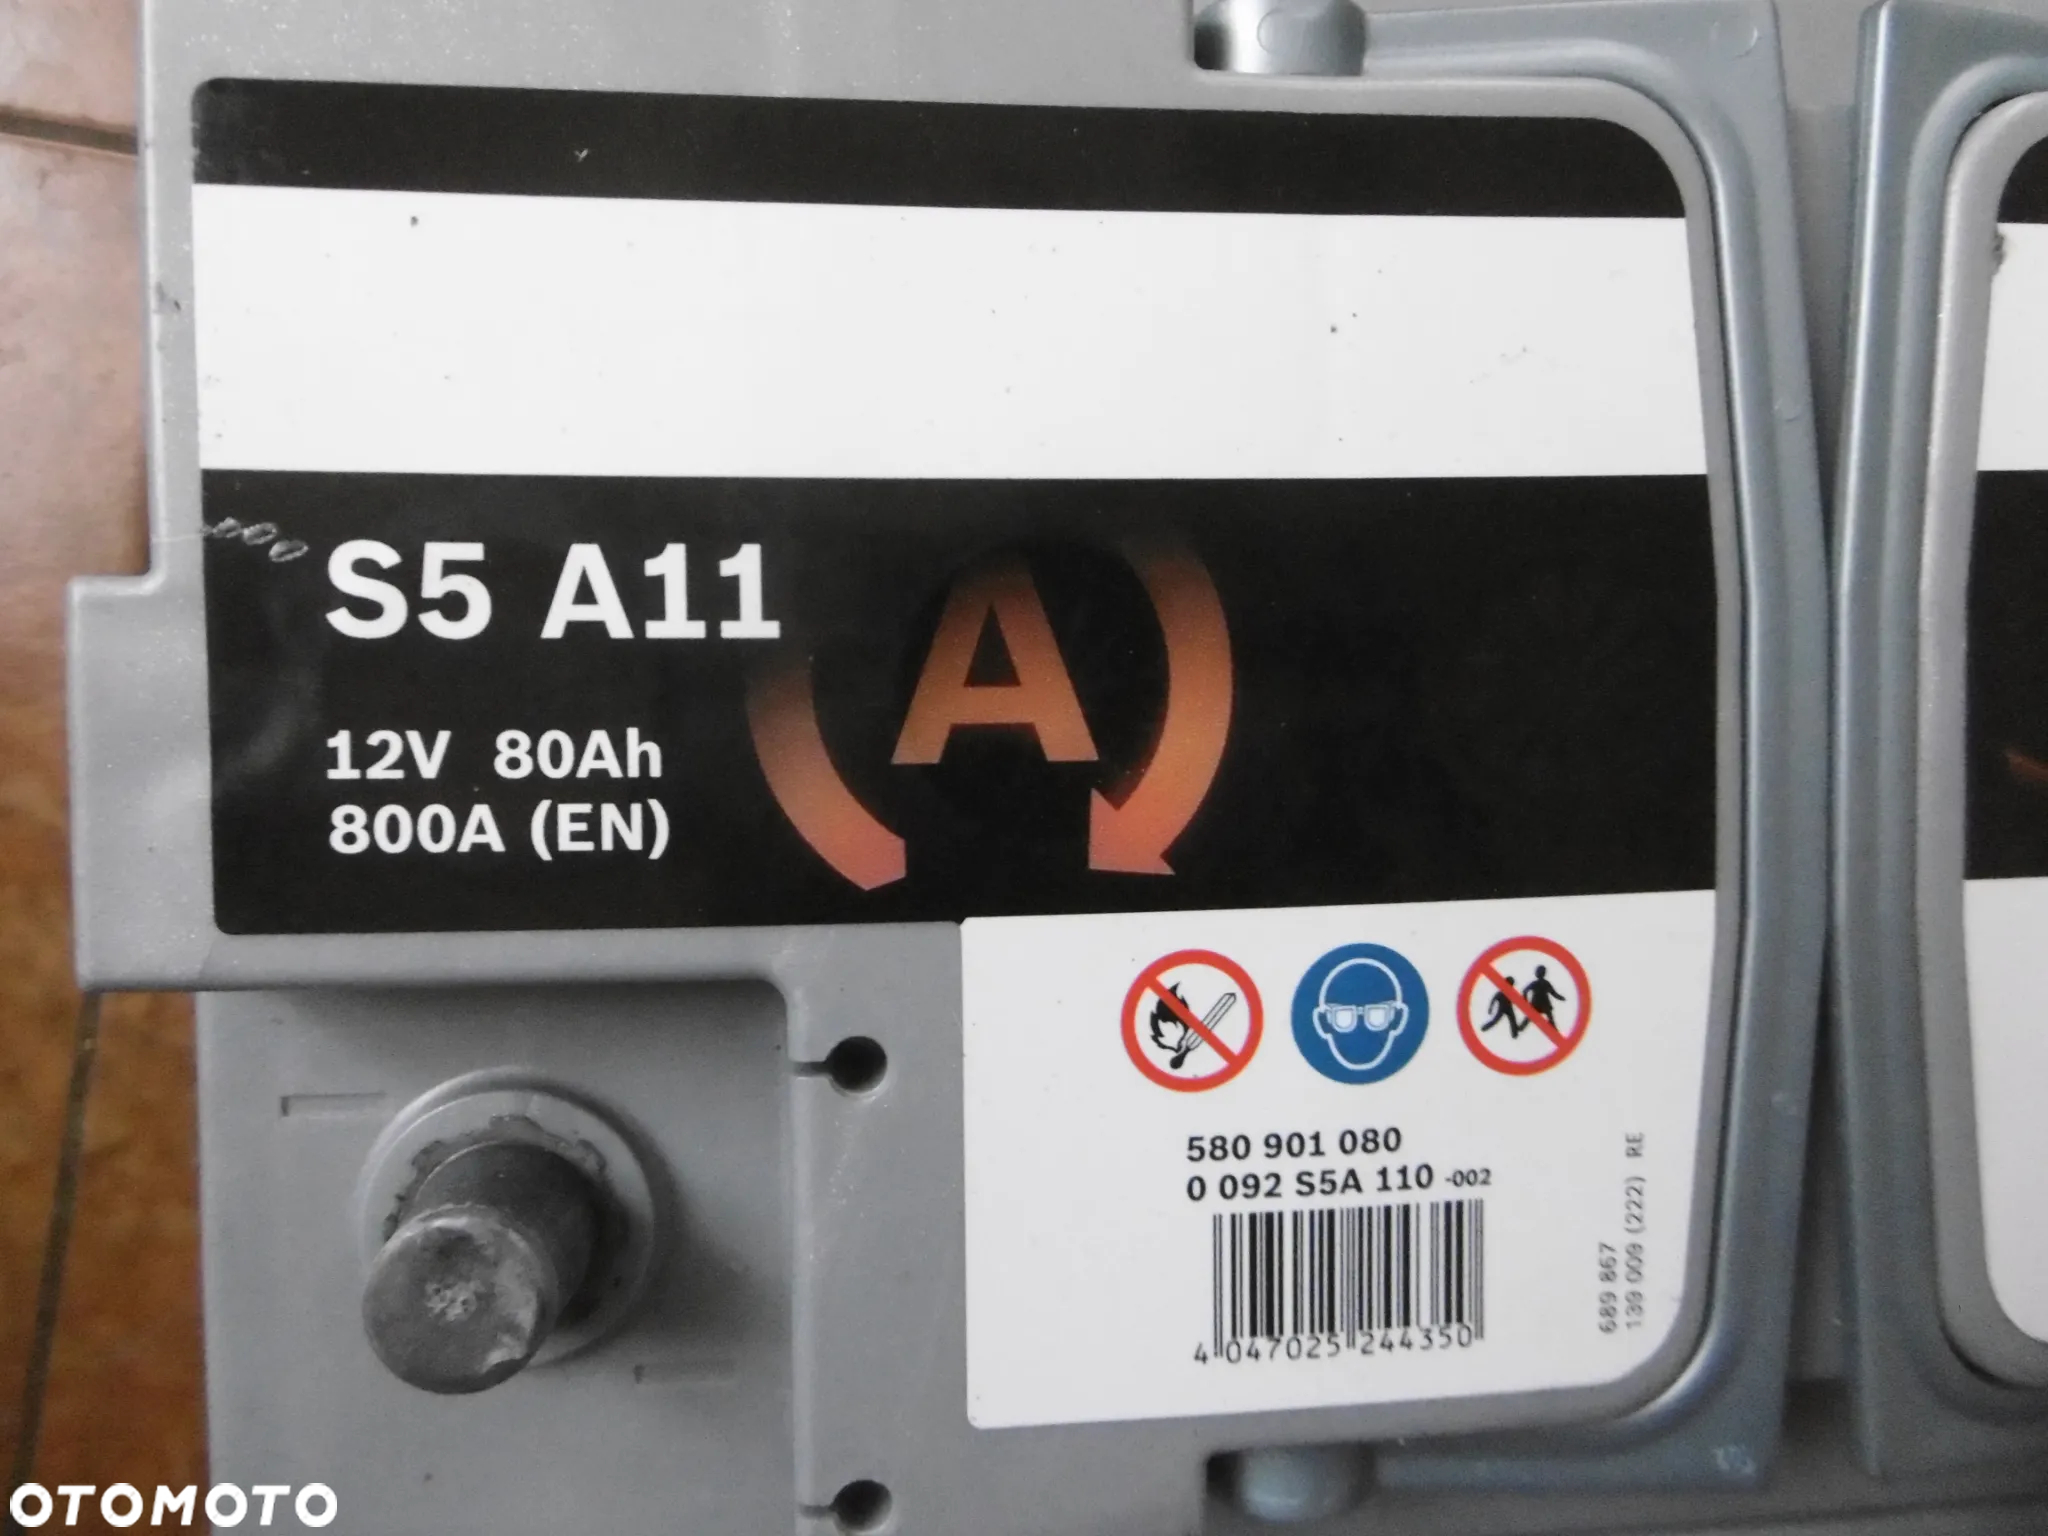 S5 A11
A
12V 80Ah
800A (EN)
580 901 080
0 092 S5A 110 -002
4 047025 244350
689 867
139 009 (222) RE
OTOMOTO